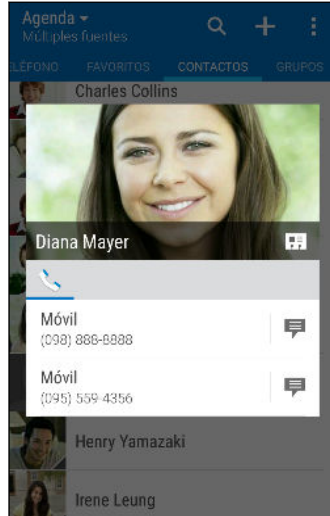 Agenda
Múltiples fuentes
ELÉFONO FAVORITOS CONTACTOS GRUPOS
Charles Collins
Diana Mayer
Móvil
(098) 888-8888
Móvil
(095) 559-4356
Henry Yamazaki
Irene Leung